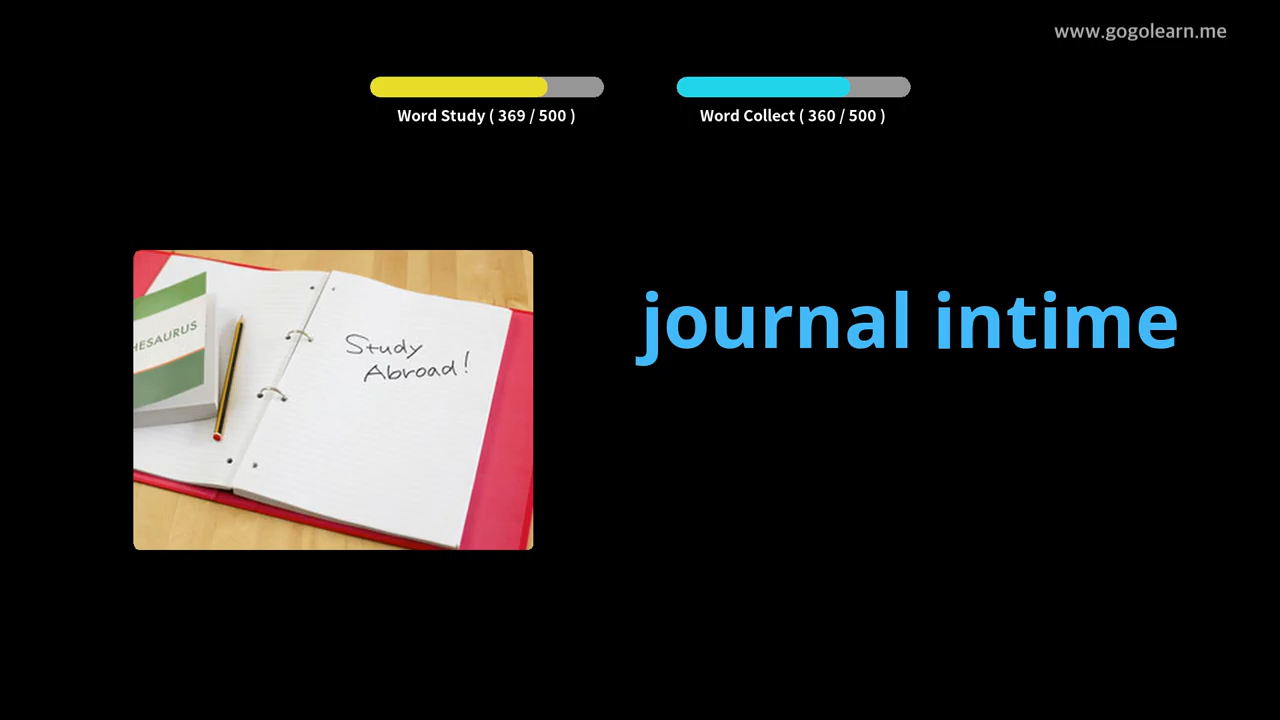 www.gogolearn.me
Word Study ( 369 / 500 )
Word Collect ( 360 / 500 )
journal intime
HESAURUS
Study
Abroad!